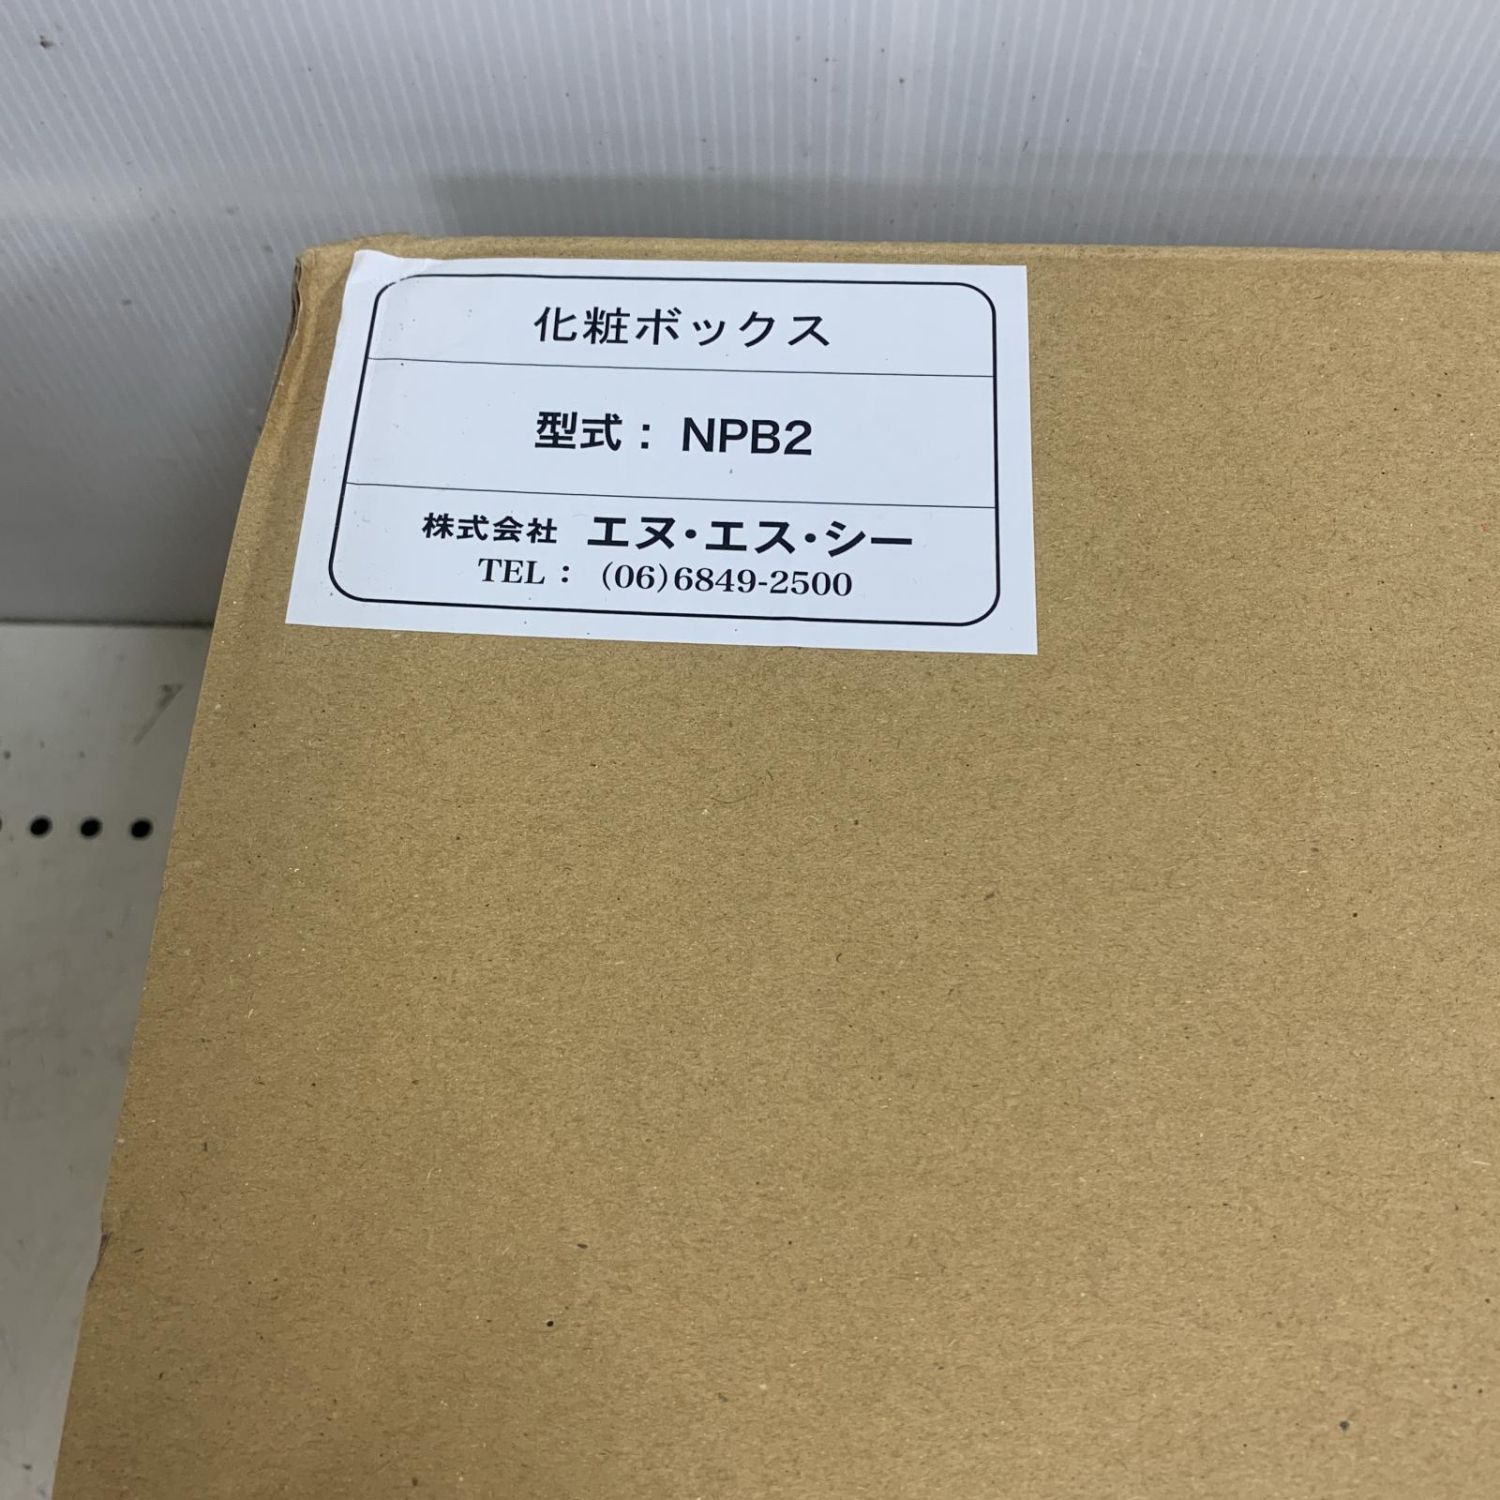 化粧ボックス
型式： NPB2
株式会社 エヌ・エス・シー
TEL： (06)6849-2500